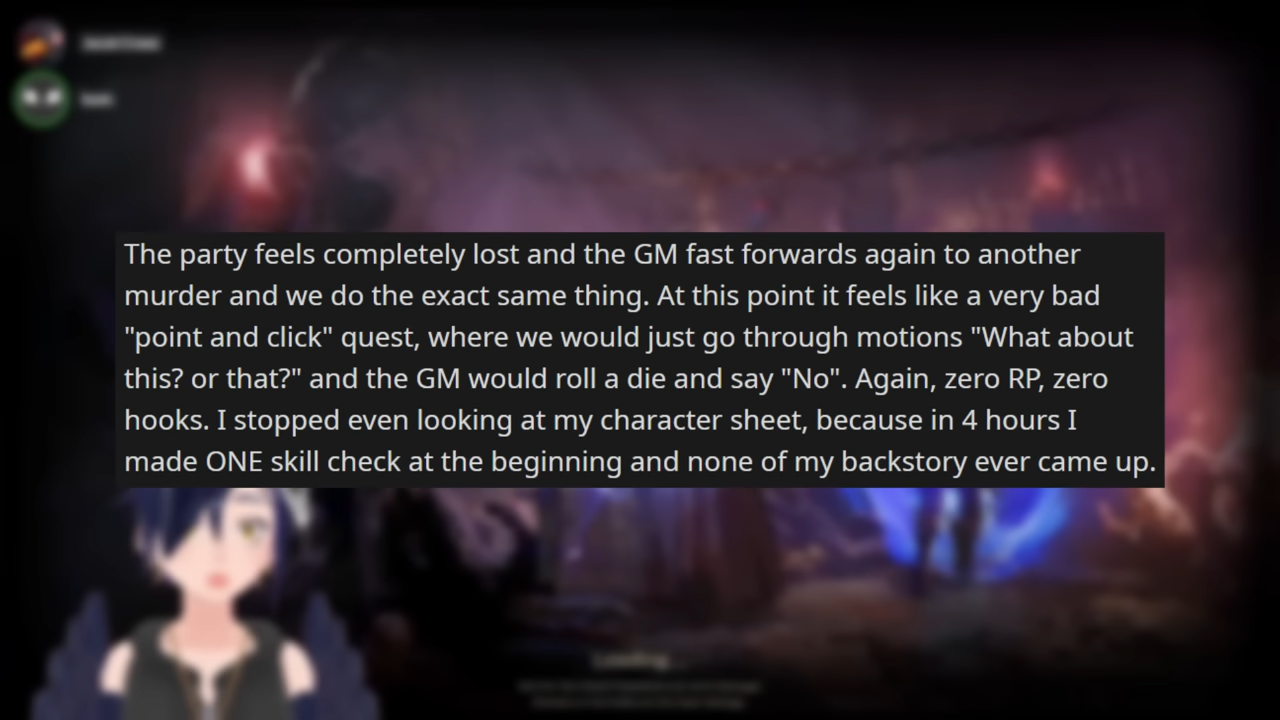 The party feels completely lost and the GM fast forwards again to another
murder and we do the exact same thing. At this point it feels like a very bad
"point and click" quest, where we would just go through motions "What about
this? or that?" and the GM would roll a die and say "No". Again, zero RP, zero
hooks. I stopped even looking at my character sheet, because in 4 hours I
made ONE skill check at the beginning and none of my backstory ever came up.
Loading...